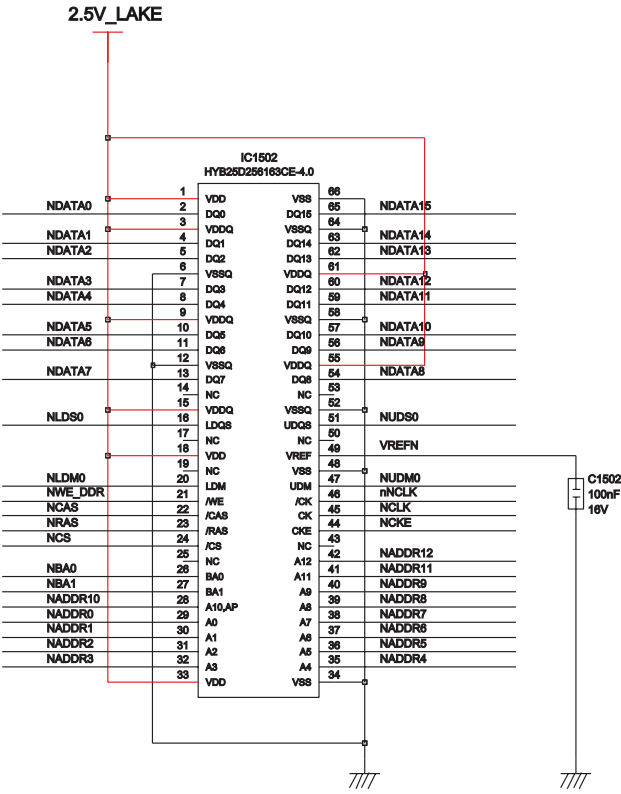 2.5V_LAKE
IC1502
HYB25D256163CE-4.0
1 VDD VSS 66
NDATA0 2 DQ0 DQ15 65 NDATA15
3 VDDQ VSSQ 64
NDATA1 4 DQ1 DQ14 63 NDATA14
NDATA2 5 DQ2 DQ13 62 NDATA13
6 VSSQ VDDQ 61
NDATA3 7 DQ3 DQ12 60 NDATA12
NDATA4 8 DQ4 DQ11 59 NDATA11
9 VDDQ VSSQ 58
NDATA5 10 DQ5 DQ10 57 NDATA10
NDATA6 11 DQ6 DQ9 56 NDATA9
12 VSSQ VDDQ 55
NDATA7 13 DQ7 DQ8 54 NDATA8
14 NC NC 53
15 VDDQ VSSQ 52
NLDS0 16 LDQS UDQS 51 NUDS0
17 NC NC 50
18 VDD VREF 49 VREFN
19 NC VSS 48
NLDM0 20 LDM UDM 47 NUDM0
NWE_DDR 21 /WE /CK 46 nNCLK
NCAS 22 /CAS CK 45 NCLK
NRAS 23 /RAS CKE 44 NCKE
NCS 24 /CS NC 43
25 NC A12 42 NADDR12
NBA0 26 BA0 A11 41 NADDR11
NBA1 27 BA1 A9 40 NADDR9
NADDR10 28 A10,AP A8 39 NADDR8
NADDR0 29 A0 A7 38 NADDR7
NADDR1 30 A1 A6 37 NADDR6
NADDR2 31 A2 A5 36 NADDR5
NADDR3 32 A3 A4 35 NADDR4
33 VDD VSS 34
C1502
100nF
16V